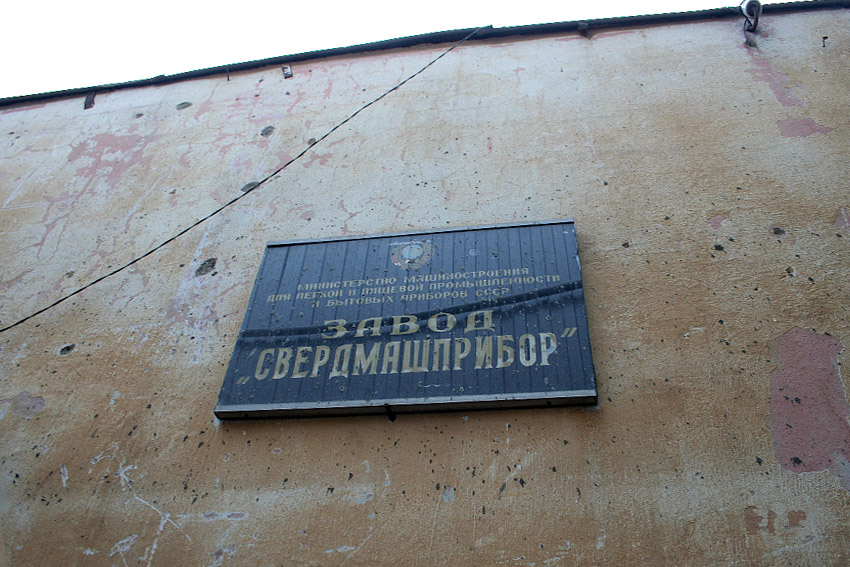 МИНИСТЕРСТВО МАШИНОСТРОЕНИЯ
ДЛЯ ЛЕГКОЙ И ПИЩЕВОЙ ПРОМЫШЛЕННОСТИ
И БЫТОВЫХ ПРИБОРОВ СССР
ЗАВОД
„СВЕРДМАШПРИБОР"